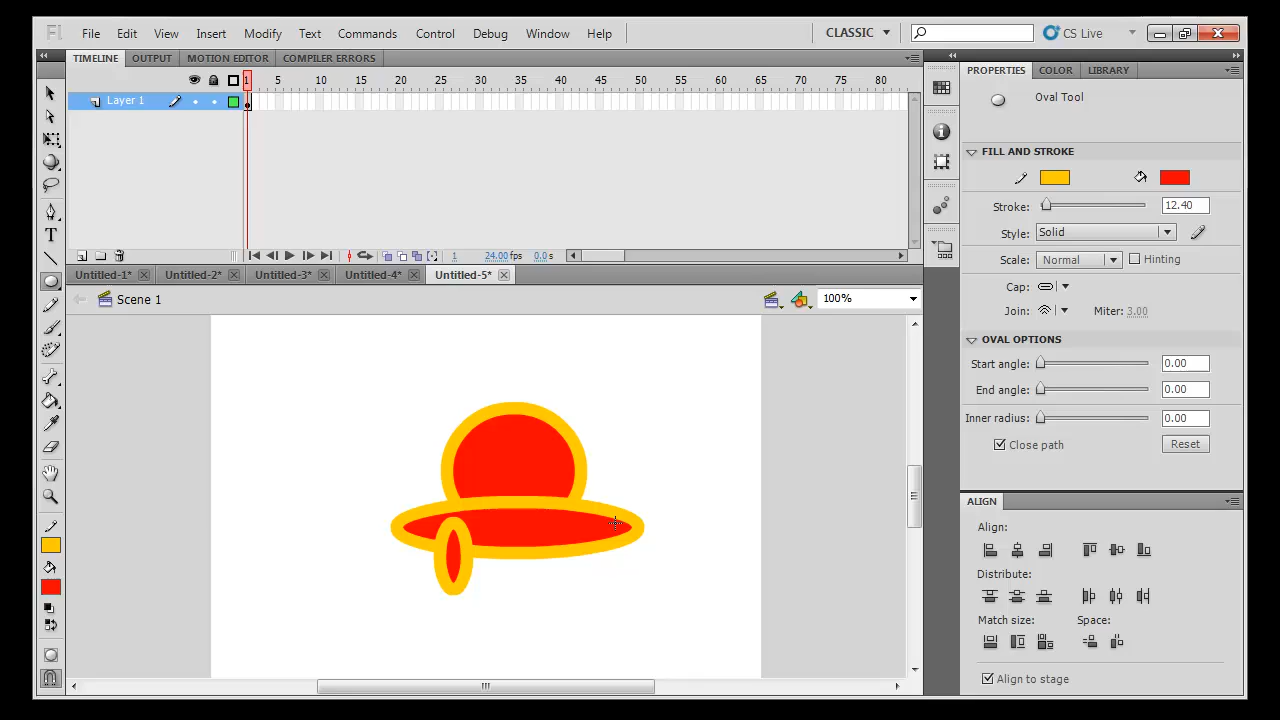 Fl File Edit View Insert Modify Text Commands Control Debug Window Help CLASSIC CS Live
TIMELINE OUTPUT MOTION EDITOR COMPILER ERRORS
1 5 10 15 20 25 30 35 40 45 50 55 60 65 70 75 80
Layer 1
1 24.00fps 0.0s
Untitled-1* Untitled-2* Untitled-3* Untitled-4* Untitled-5*
Scene 1 100%
PROPERTIES COLOR LIBRARY
Oval Tool
FILL AND STROKE
Stroke: 12.40
Style: Solid
Scale: Normal Hinting
Cap:
Join: Miter: 3.00
OVAL OPTIONS
Start angle: 0.00
End angle: 0.00
Inner radius: 0.00
Close path Reset
ALIGN
Align:
Distribute:
Match size: Space:
Align to stage